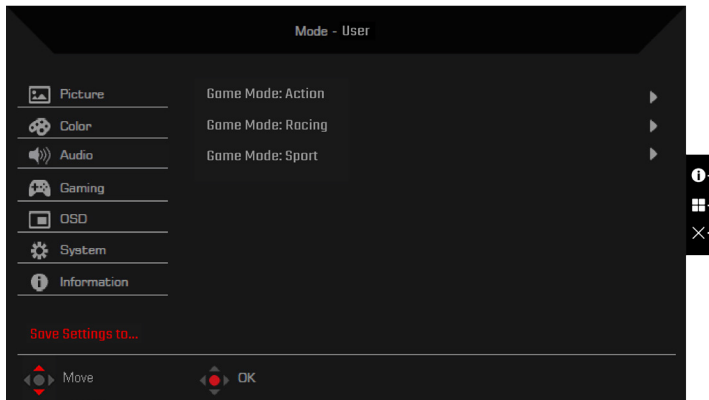 Mode - User
Picture
Game Mode: Action
Color
Game Mode: Racing
Audio
Game Mode: Sport
Gaming
OSD
System
Information
Save Settings to...
Move
OK